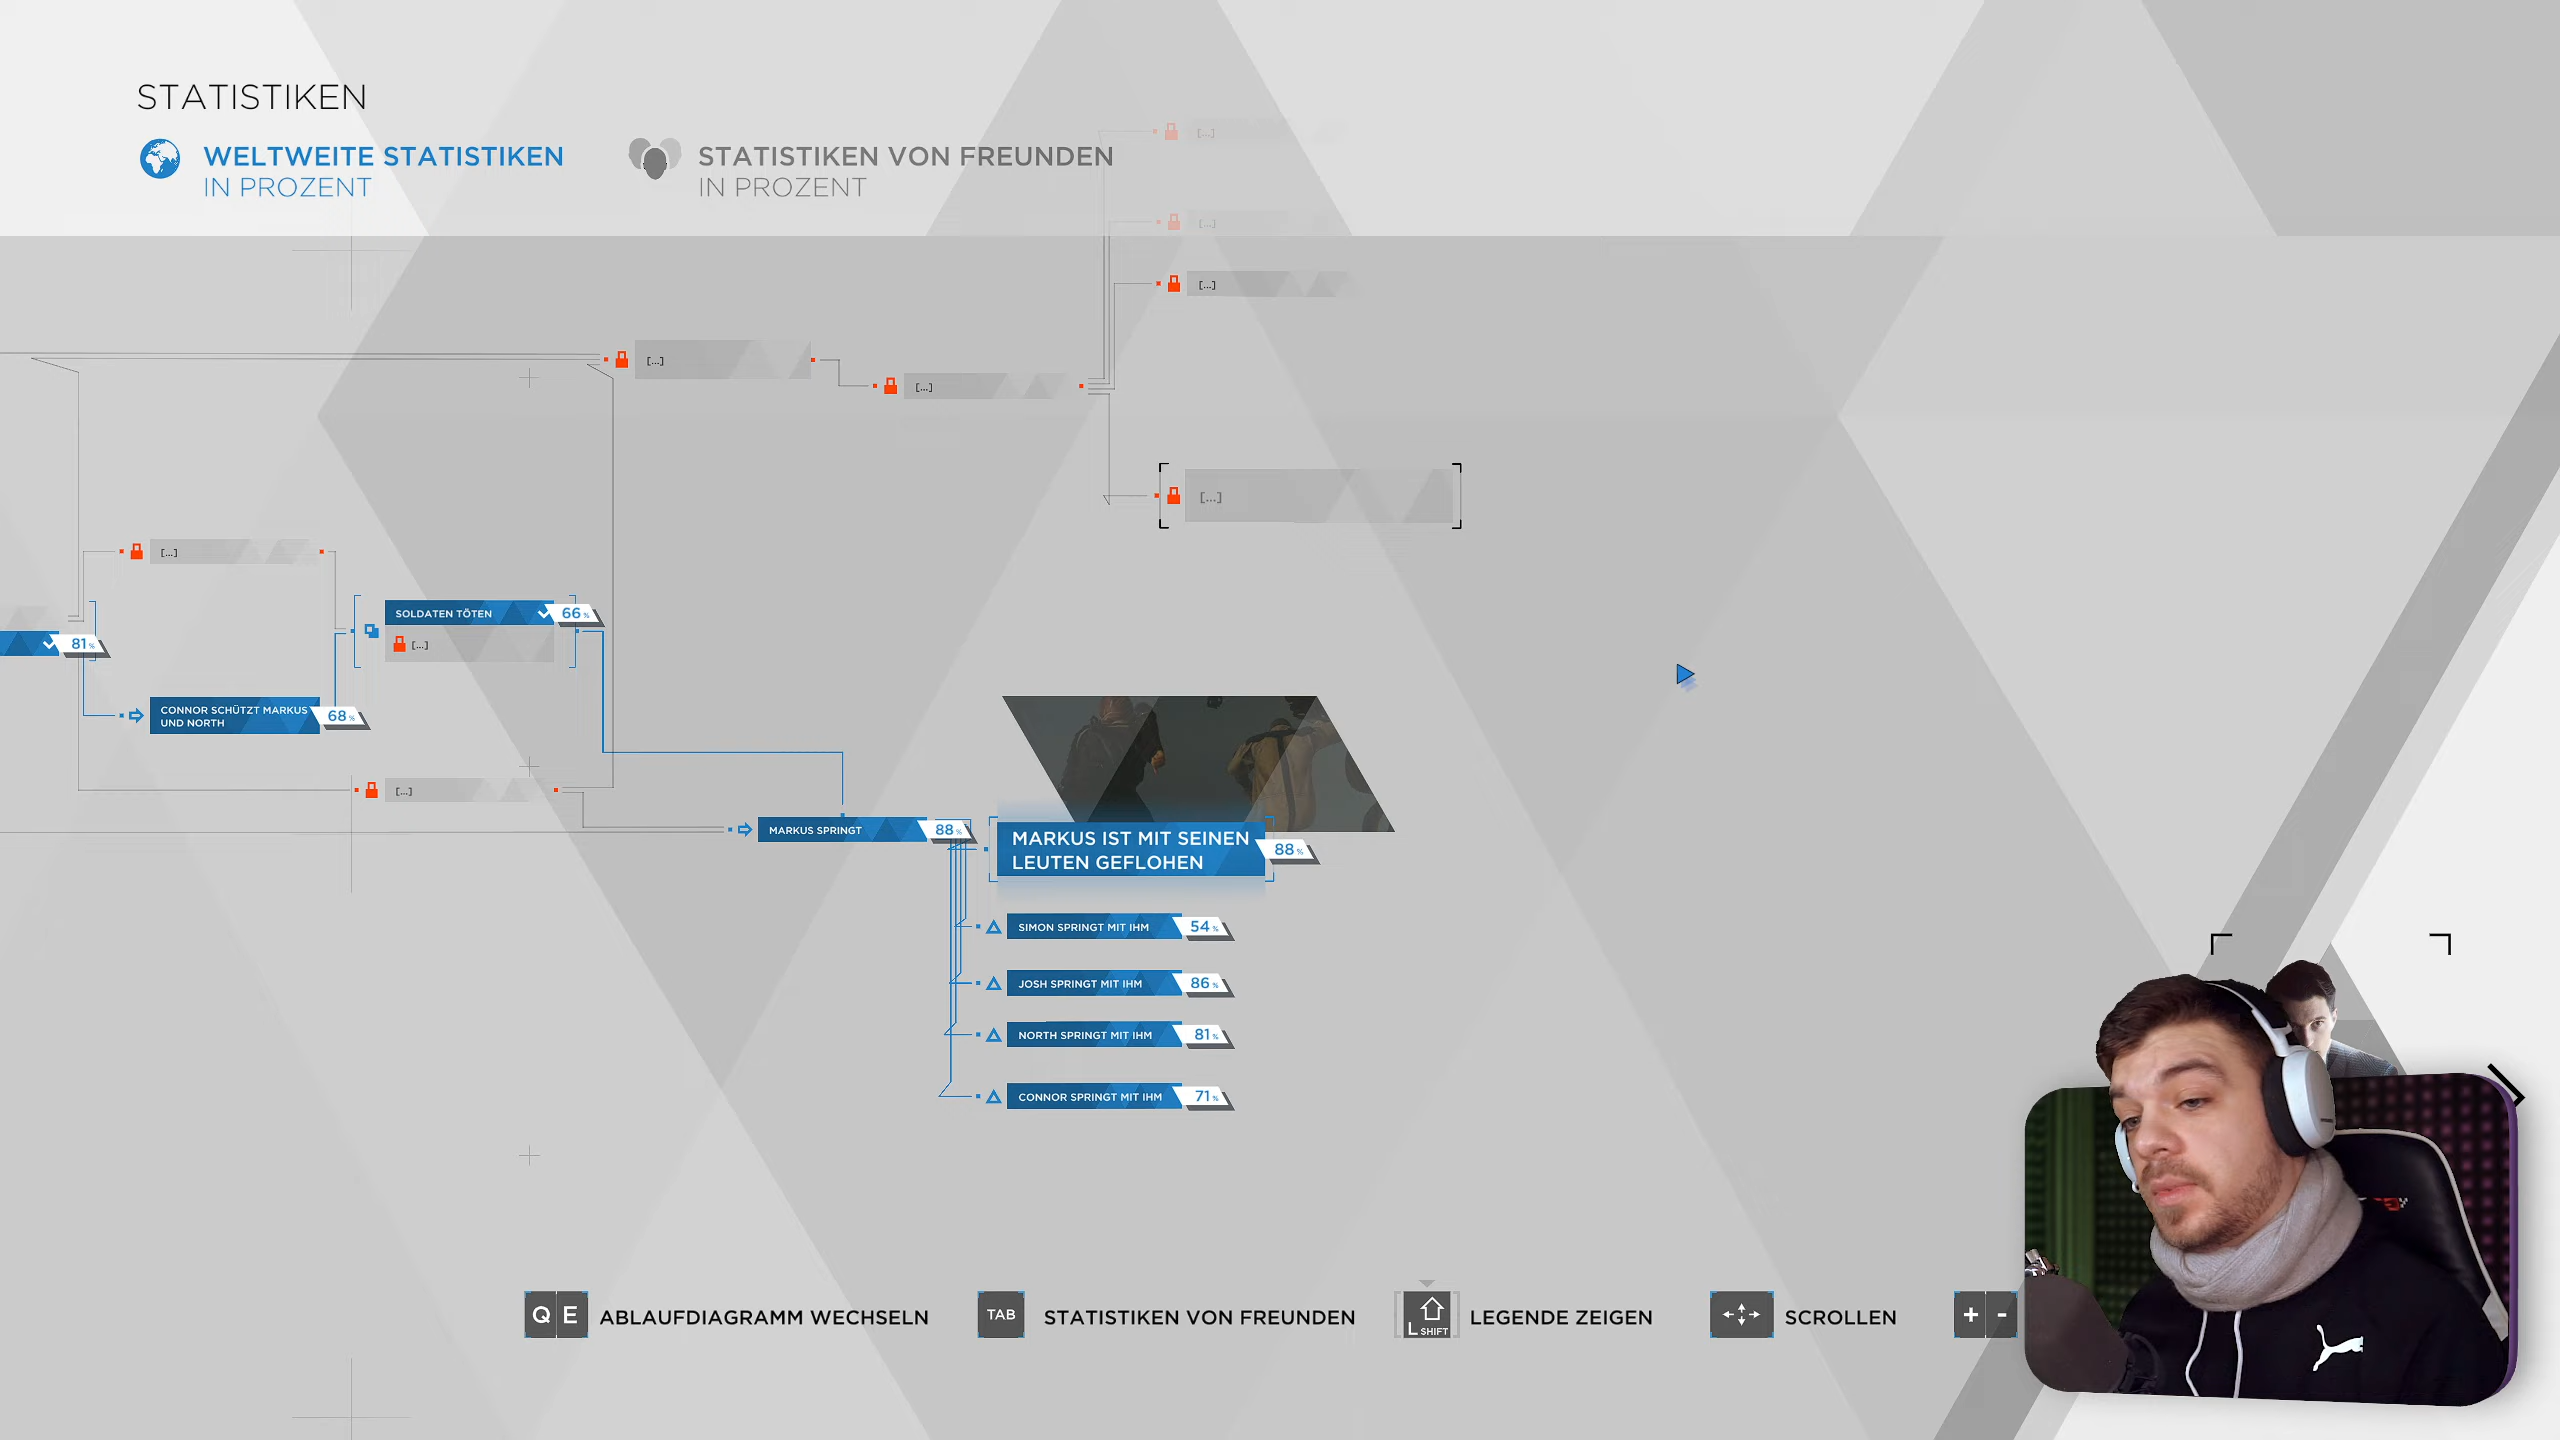 STATISTIKEN
WELTWEITE STATISTIKEN
IN PROZENT
STATISTIKEN VON FREUNDEN
IN PROZENT
[...]
[...]
[...]
[...]
[...]
[...]
[...]
SOLDATEN TÖTEN
66 %
[...]
81 %
CONNOR SCHÜTZT MARKUS
UND NORTH
68 %
[...]
MARKUS SPRINGT
88 %
MARKUS IST MIT SEINEN
LEUTEN GEFLOHEN
88 %
SIMON SPRINGT MIT IHM
54 %
JOSH SPRINGT MIT IHM
86 %
NORTH SPRINGT MIT IHM
81 %
CONNOR SPRINGT MIT IHM
71 %
Q E
ABLAUFDIAGRAMM WECHSELN
TAB
STATISTIKEN VON FREUNDEN
L SHIFT
LEGENDE ZEIGEN
SCROLLEN
+ -